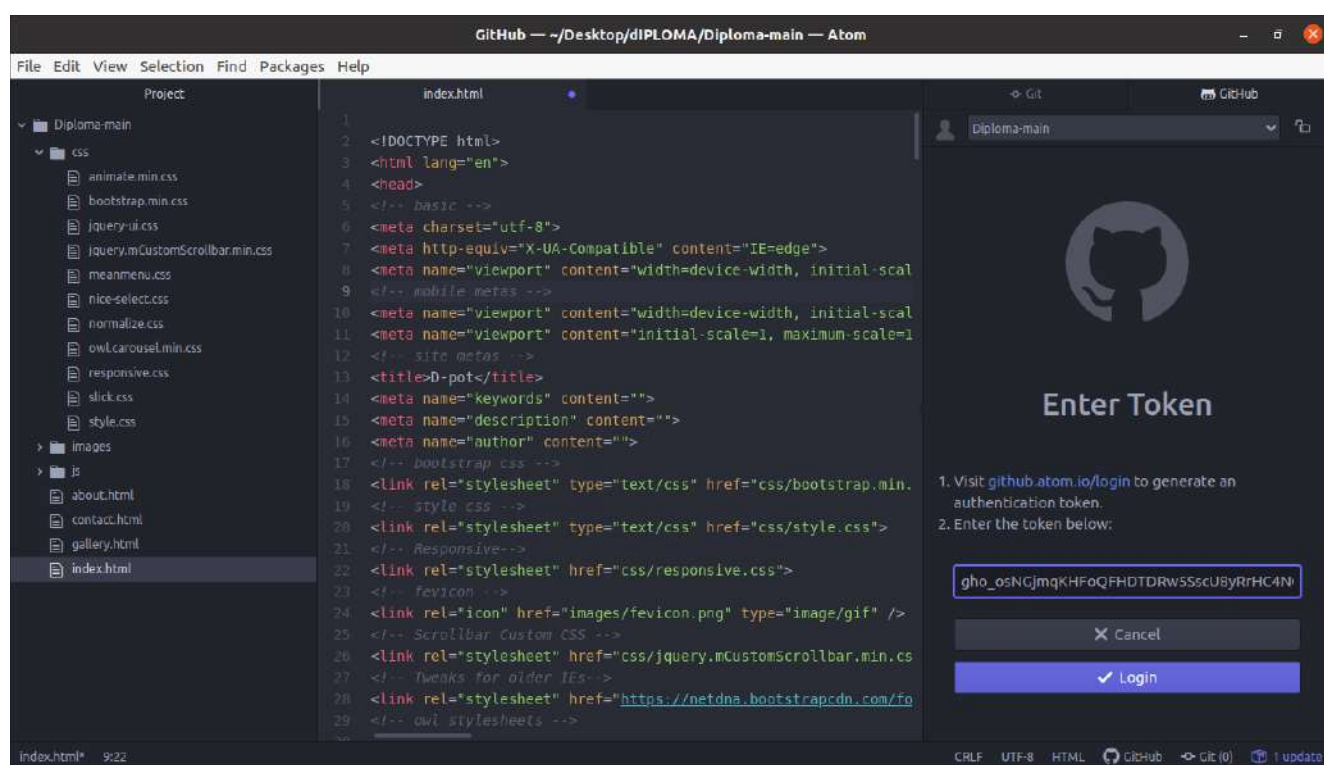 GitHub — ~/Desktop/dIPLOMA/Diploma-main — Atom
File Edit View Selection Find Packages Help
Project
Diploma-main
css
animate.min.css
bootstrap.min.css
jquery-ui.css
jquery.mCustomScrollbar.min.css
meanmenu.css
nice-select.css
normalize.css
owl.carousel.min.css
responsive.css
slick.css
style.css
images
js
about.html
contact.html
gallery.html
index.html
index.html
1
2 <!DOCTYPE html>
3 <html lang="en">
4 <head>
5 <!-- basic -->
6 <meta charset="utf-8">
7 <meta http-equiv="X-UA-Compatible" content="IE=edge">
8 <meta name="viewport" content="width=device-width, initial-scal
9 <!-- mobile metas -->
10 <meta name="viewport" content="width=device-width, initial-scal
11 <meta name="viewport" content="initial-scale=1, maximum-scale=1
12 <!-- site metas -->
13 <title>D-pot</title>
14 <meta name="keywords" content="">
15 <meta name="description" content="">
16 <meta name="author" content="">
17 <!-- bootstrap css -->
18 <link rel="stylesheet" type="text/css" href="css/bootstrap.min.
19 <!-- style css -->
20 <link rel="stylesheet" type="text/css" href="css/style.css">
21 <!-- Responsive-->
22 <link rel="stylesheet" href="css/responsive.css">
23 <!-- fevicon -->
24 <link rel="icon" href="images/fevicon.png" type="image/gif" />
25 <!-- Scrollbar Custom CSS -->
26 <link rel="stylesheet" href="css/jquery.mCustomScrollbar.min.cs
27 <!-- Tweaks for older IEs-->
28 <link rel="stylesheet" href="https://netdna.bootstrapcdn.com/fo
29 <!-- owl stylesheets -->
Git
GitHub
Diploma-main
Enter Token
1. Visit github.atom.io/login to generate an
authentication token.
2. Enter the token below:
gho_osNGjmqKHFoQFHDTDRw5SscU8yRrHC4N
Cancel
Login
index.html* 9:22
CRLF UTF-8 HTML GitHub Git (0) 1 update